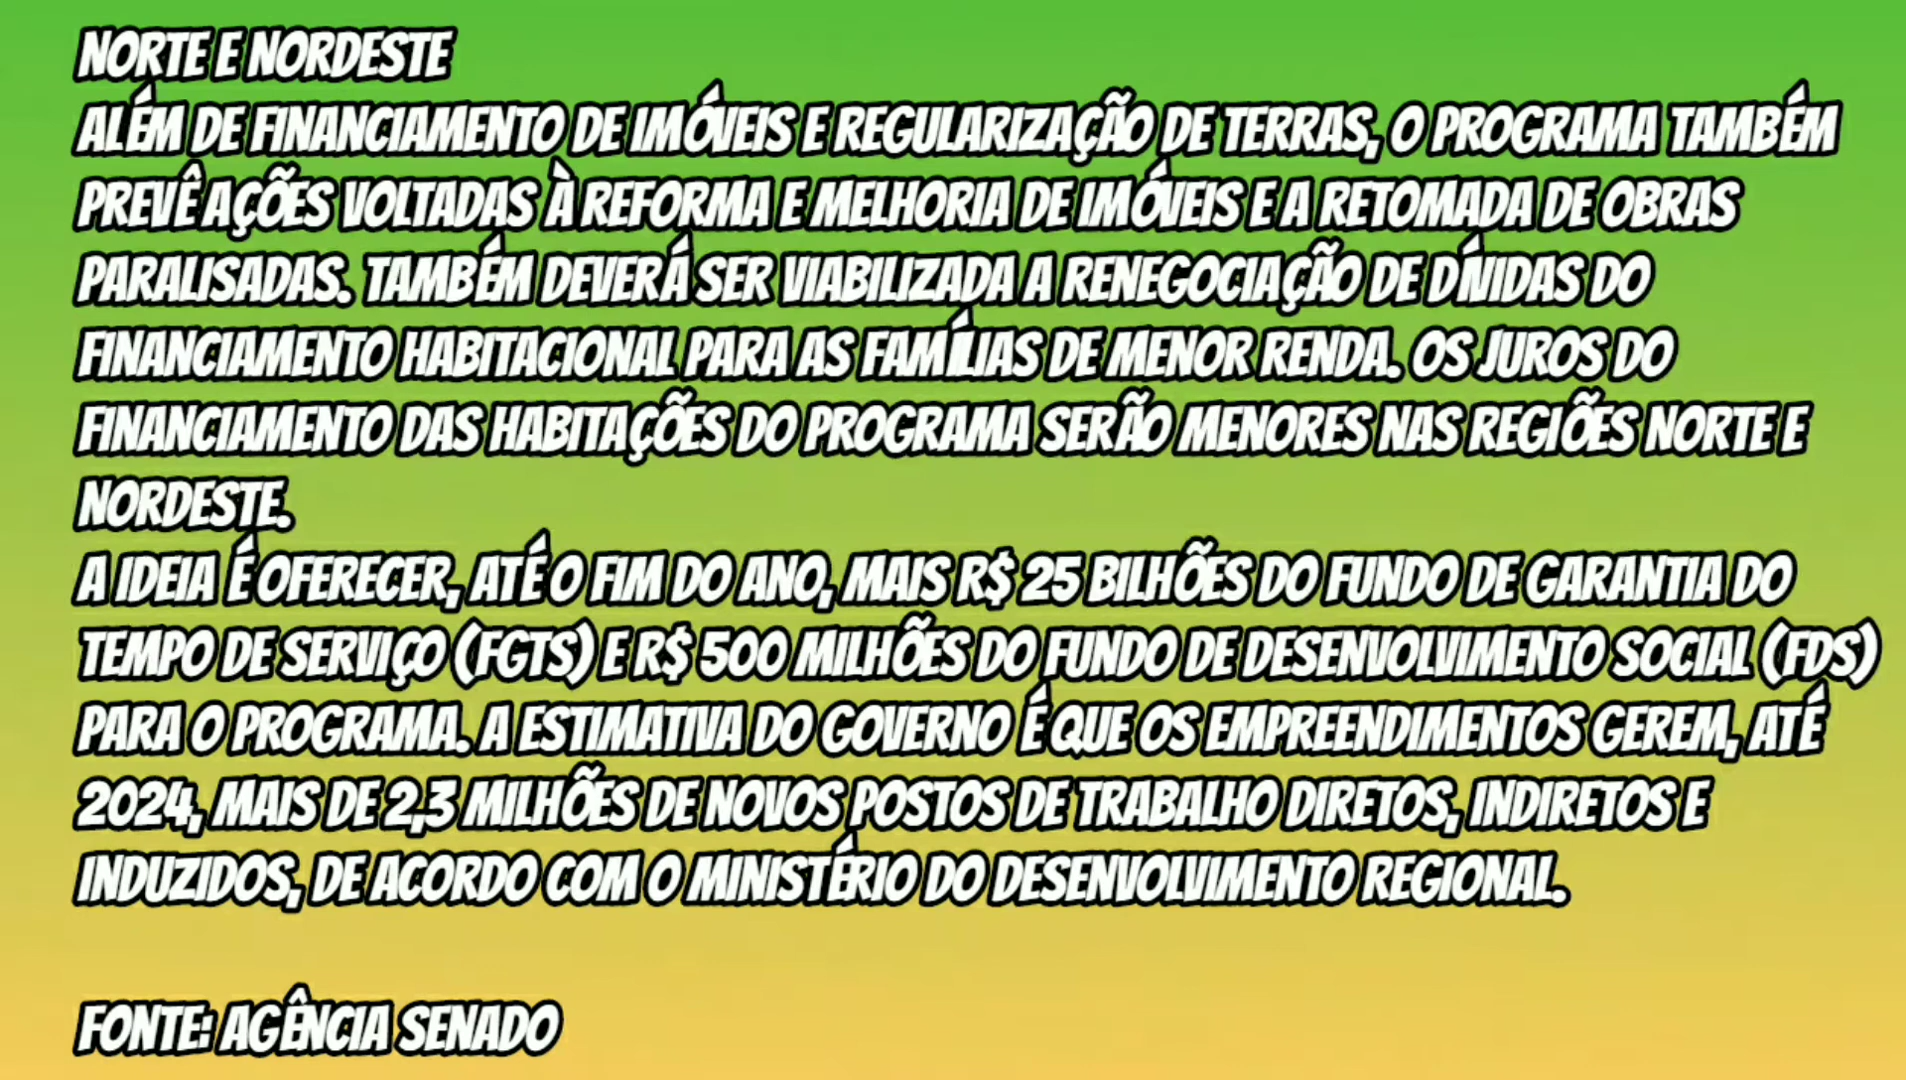 NORTE E NORDESTE
ALÉM DE FINANCIAMENTO DE IMÓVEIS E REGULARIZAÇÃO DE TERRAS, O PROGRAMA TAMBÉM
PREVÊ AÇÕES VOLTADAS À REFORMA E MELHORIA DE IMÓVEIS E A RETOMADA DE OBRAS
PARALISADAS. TAMBÉM DEVERÁ SER VIABILIZADA A RENEGOCIAÇÃO DE DÍVIDAS DO
FINANCIAMENTO HABITACIONAL PARA AS FAMÍLIAS DE MENOR RENDA. OS JUROS DO
FINANCIAMENTO DAS HABITAÇÕES DO PROGRAMA SERÃO MENORES NAS REGIÕES NORTE E
NORDESTE.
A IDEIA É OFERECER, ATÉ O FIM DO ANO, MAIS R$ 25 BILHÕES DO FUNDO DE GARANTIA DO
TEMPO DE SERVIÇO (FGTS) E R$ 500 MILHÕES DO FUNDO DE DESENVOLVIMENTO SOCIAL (FDS)
PARA O PROGRAMA. A ESTIMATIVA DO GOVERNO É QUE OS EMPREENDIMENTOS GEREM, ATÉ
2024, MAIS DE 2,3 MILHÕES DE NOVOS POSTOS DE TRABALHO DIRETOS, INDIRETOS E
INDUZIDOS, DE ACORDO COM O MINISTÉRIO DO DESENVOLVIMENTO REGIONAL.
FONTE: AGÊNCIA SENADO